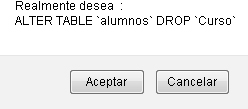 Realmente desea :
ALTER TABLE `alumnos` DROP `Curso`
Aceptar Cancelar